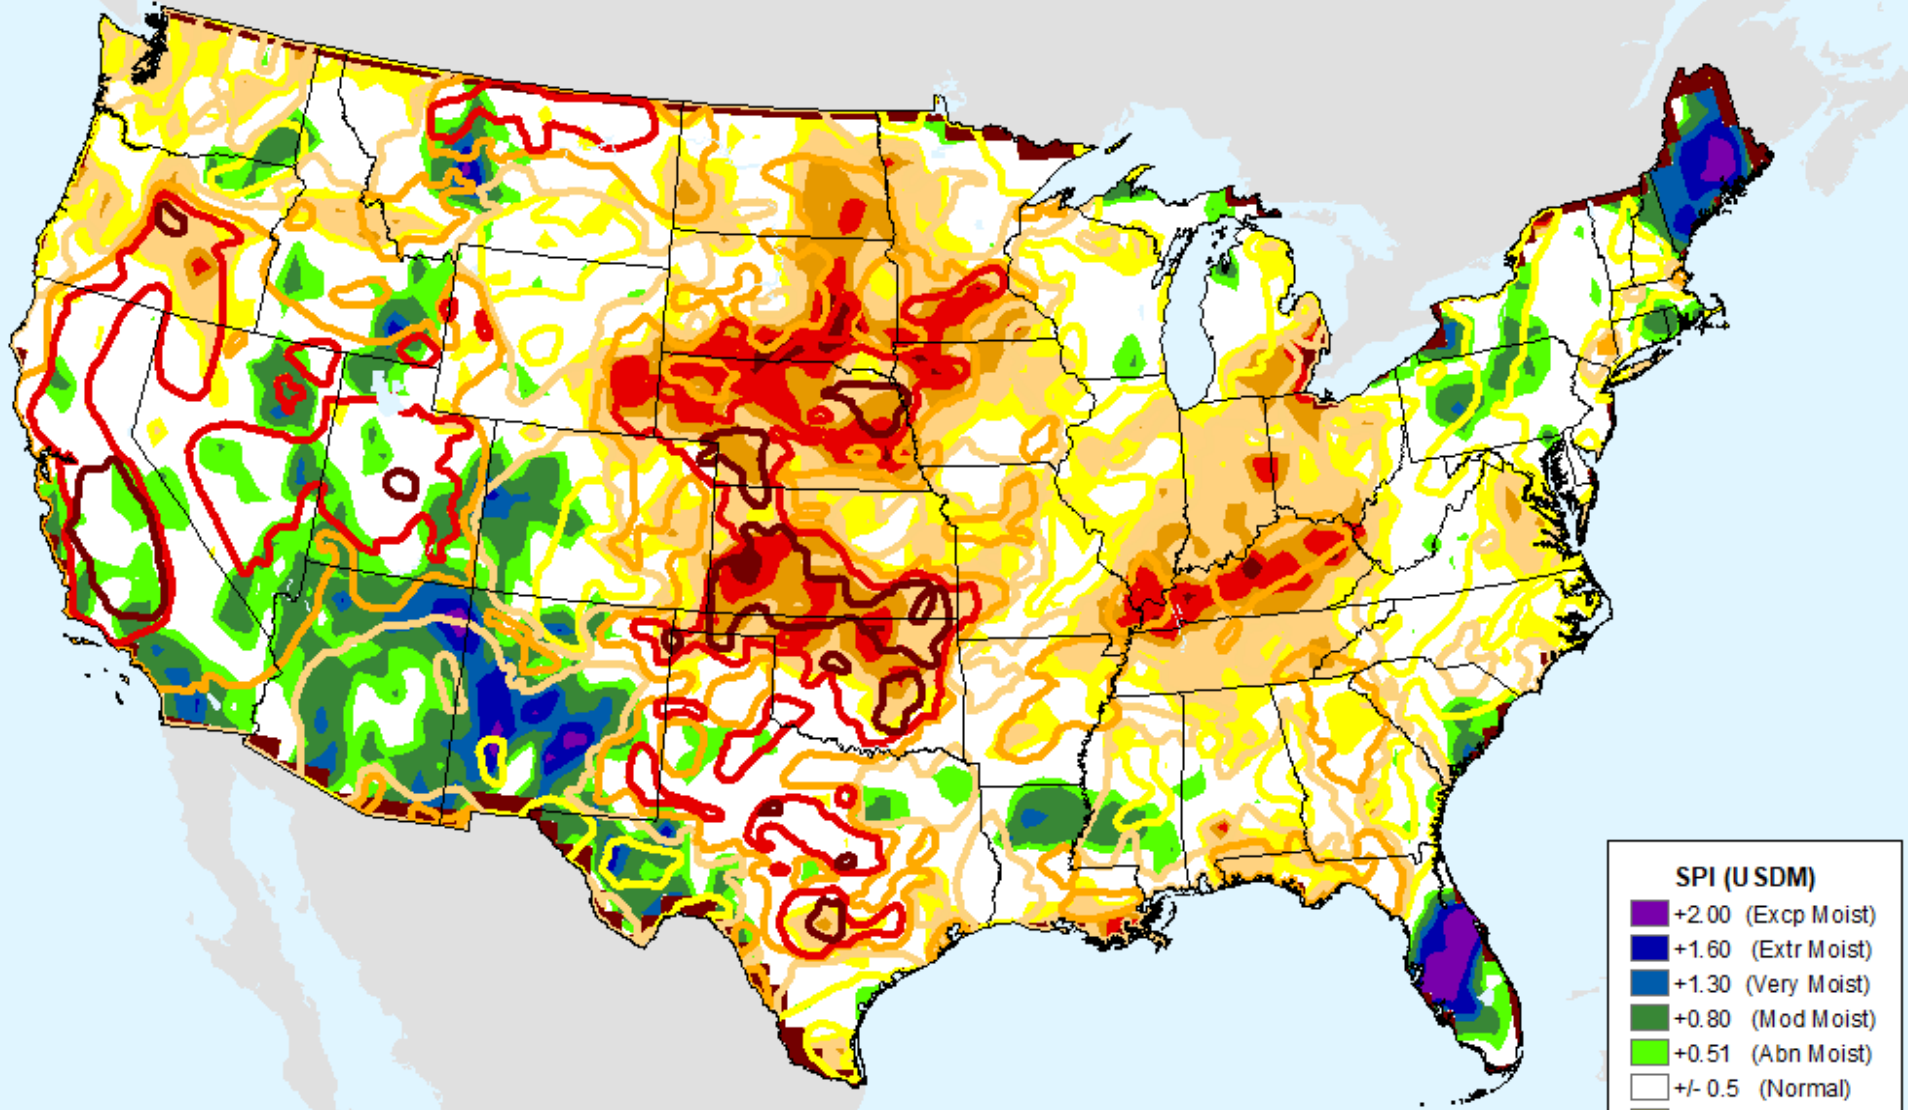 SPI (USDM)
+2.00 (Excp Moist)
+1.60 (Extr Moist)
+1.30 (Very Moist)
+0.80 (Mod Moist)
+0.51 (Abn Moist)
+/- 0.5 (Normal)